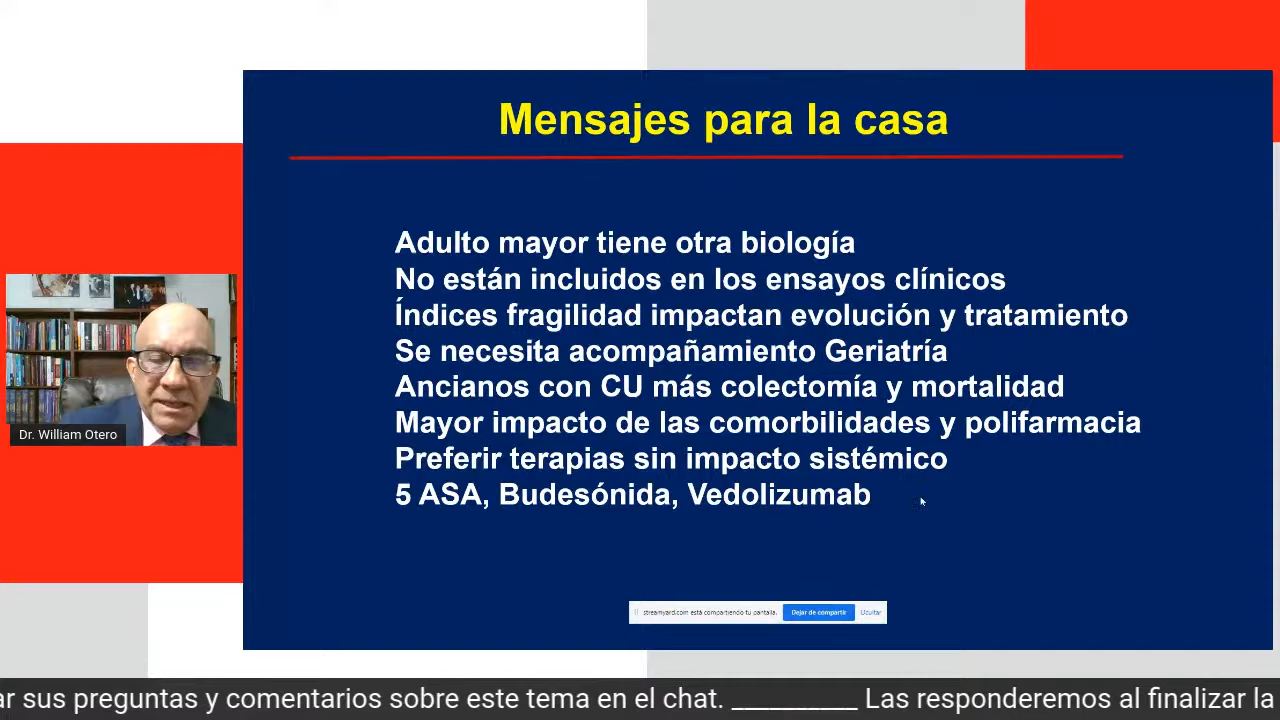 Mensajes para la casa
Adulto mayor tiene otra biología
No están incluidos en los ensayos clínicos
Índices fragilidad impactan evolución y tratamiento
Se necesita acompañamiento Geriatría
Ancianos con CU más colectomía y mortalidad
Mayor impacto de las comorbilidades y polifarmacia
Preferir terapias sin impacto sistémico
5 ASA, Budesónida, Vedolizumab
Dr. William Otero
streamyard.com está compartiendo tu pantalla. Dejar de compartir Ocultar
ar sus preguntas y comentarios sobre este tema en el chat. _________ Las responderemos al finalizar la